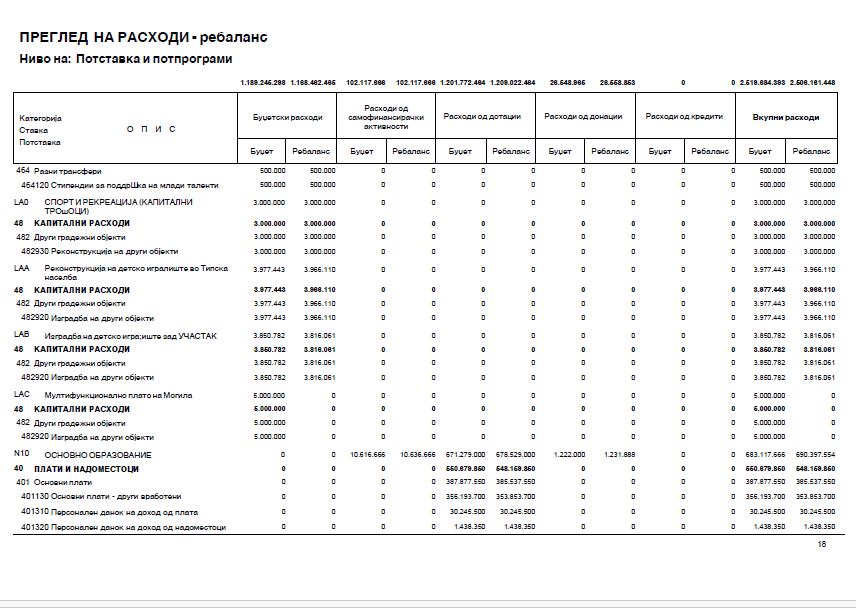 ПРЕГЛЕД НА РАСХОДИ - ребаланс
Ниво на: Потставка и потпрограми
1.189.245.298 1.168.462.465 102.117.666 102.117.666 1.201.772.464 1.209.022.464 26.548.965 26.558.853 0 0 2.519.684.393 2.506.161.448
Категорија
Ставка
Потставка
О П И С
Буџетски расходи
Расходи од самофинансирачки активности
Расходи од дотации
Расходи од донации
Расходи од кредити
Вкупни расходи
Буџет Ребаланс Буџет Ребаланс Буџет Ребаланс Буџет Ребаланс Буџет Ребаланс Буџет Ребаланс
464 Разни трансфери 500.000 500.000 0 0 0 0 0 0 0 0 500.000 500.000
464120 Стипендии за поддрШка на млади таленти 500.000 500.000 0 0 0 0 0 0 0 0 500.000 500.000
LA0 СПОРТ И РЕКРЕАЦИЈА (КАПИТАЛНИ 3.000.000 3.000.000 0 0 0 0 0 0 0 0 3.000.000 3.000.000
ТРОшОЦИ)
48 КАПИТАЛНИ РАСХОДИ 3.000.000 3.000.000 0 0 0 0 0 0 0 0 3.000.000 3.000.000
482 Други градежни објекти 3.000.000 3.000.000 0 0 0 0 0 0 0 0 3.000.000 3.000.000
482930 Реконструкција на други објекти 3.000.000 3.000.000 0 0 0 0 0 0 0 0 3.000.000 3.000.000
LAA Реконструкција на детско игралиште во Типска 3.977.443 3.966.110 0 0 0 0 0 0 0 0 3.977.443 3.966.110
населба
48 КАПИТАЛНИ РАСХОДИ 3.977.443 3.966.110 0 0 0 0 0 0 0 0 3.977.443 3.966.110
482 Други градежни објекти 3.977.443 3.966.110 0 0 0 0 0 0 0 0 3.977.443 3.966.110
482920 Изградба на други објекти 3.977.443 3.966.110 0 0 0 0 0 0 0 0 3.977.443 3.966.110
LAB Изградба на детско игра;иште зад УЧАСТАК 3.850.782 3.816.061 0 0 0 0 0 0 0 0 3.850.782 3.816.061
48 КАПИТАЛНИ РАСХОДИ 3.850.782 3.816.061 0 0 0 0 0 0 0 0 3.850.782 3.816.061
482 Други градежни објекти 3.850.782 3.816.061 0 0 0 0 0 0 0 0 3.850.782 3.816.061
482920 Изградба на други објекти 3.850.782 3.816.061 0 0 0 0 0 0 0 0 3.850.782 3.816.061
LAC Мултифункционално плато на Могила 5.000.000 0 0 0 0 0 0 0 0 0 5.000.000 0
48 КАПИТАЛНИ РАСХОДИ 5.000.000 0 0 0 0 0 0 0 0 0 5.000.000 0
482 Други градежни објекти 5.000.000 0 0 0 0 0 0 0 0 0 5.000.000 0
482920 Изградба на други објекти 5.000.000 0 0 0 0 0 0 0 0 0 5.000.000 0
N10 ОСНОВНО ОБРАЗОВАНИЕ 0 0 10.616.666 10.636.666 671.279.000 678.529.000 1.222.000 1.231.888 0 0 683.117.666 690.397.554
40 ПЛАТИ И НАДОМЕСТОЦИ 0 0 0 0 550.679.850 548.159.850 0 0 0 0 550.679.850 548.159.850
401 Основни плати 0 0 0 0 387.877.550 385.537.550 0 0 0 0 387.877.550 385.537.550
401130 Основни плати - други вработени 0 0 0 0 356.193.700 353.853.700 0 0 0 0 356.193.700 353.853.700
401310 Персонален данок на доход од плата 0 0 0 0 30.245.500 30.245.500 0 0 0 0 30.245.500 30.245.500
401320 Персонален данок на доход од надоместоци 0 0 0 0 1.438.350 1.438.350 0 0 0 0 1.438.350 1.438.350
18